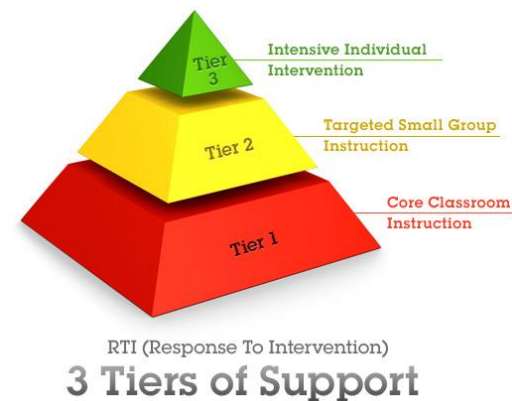 Tier
3
Intensive Individual
Intervention
Tier 2
Targeted Small Group
Instruction
Tier 1
Core Classroom
Instruction
RTI (Response To Intervention)
3 Tiers of Support